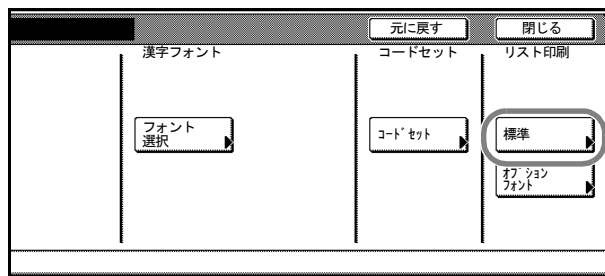 元に戻す
閉じる
漢字フォント
コードセット
リスト印刷
フォント
選択
ｺｰﾄﾞｾｯﾄ
標準
ｵﾌﾟｼｮﾝ
ﾌｫﾝﾄ